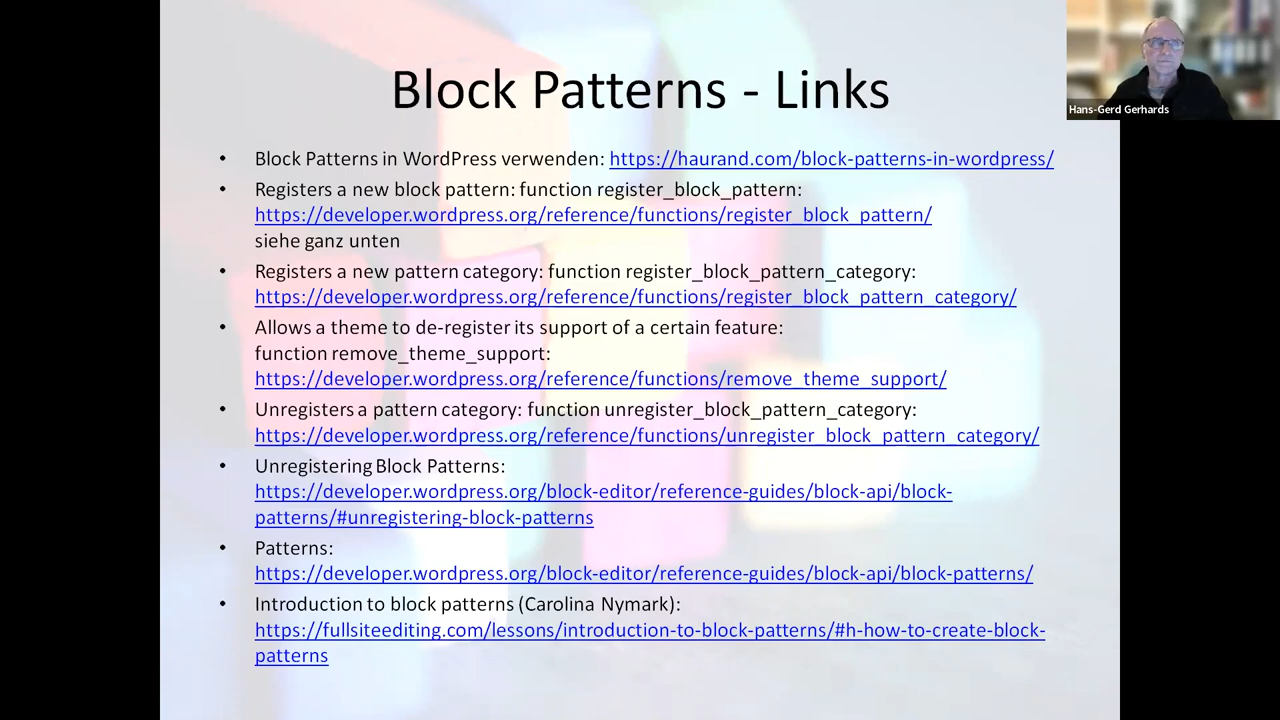 Block Patterns - Links
Hans-Gerd Gerhards
• Block Patterns in WordPress verwenden: https://haurand.com/block-patterns-in-wordpress/
• Registers a new block pattern: function register_block_pattern:
https://developer.wordpress.org/reference/functions/register_block_pattern/
siehe ganz unten
• Registers a new pattern category: function register_block_pattern_category:
https://developer.wordpress.org/reference/functions/register_block_pattern_category/
• Allows a theme to de-register its support of a certain feature:
function remove_theme_support:
https://developer.wordpress.org/reference/functions/remove_theme_support/
• Unregisters a pattern category: function unregister_block_pattern_category:
https://developer.wordpress.org/reference/functions/unregister_block_pattern_category/
• Unregistering Block Patterns:
https://developer.wordpress.org/block-editor/reference-guides/block-api/block-
patterns/#unregistering-block-patterns
• Patterns:
https://developer.wordpress.org/block-editor/reference-guides/block-api/block-patterns/
• Introduction to block patterns (Carolina Nymark):
https://fullsiteediting.com/lessons/introduction-to-block-patterns/#h-how-to-create-block-
patterns